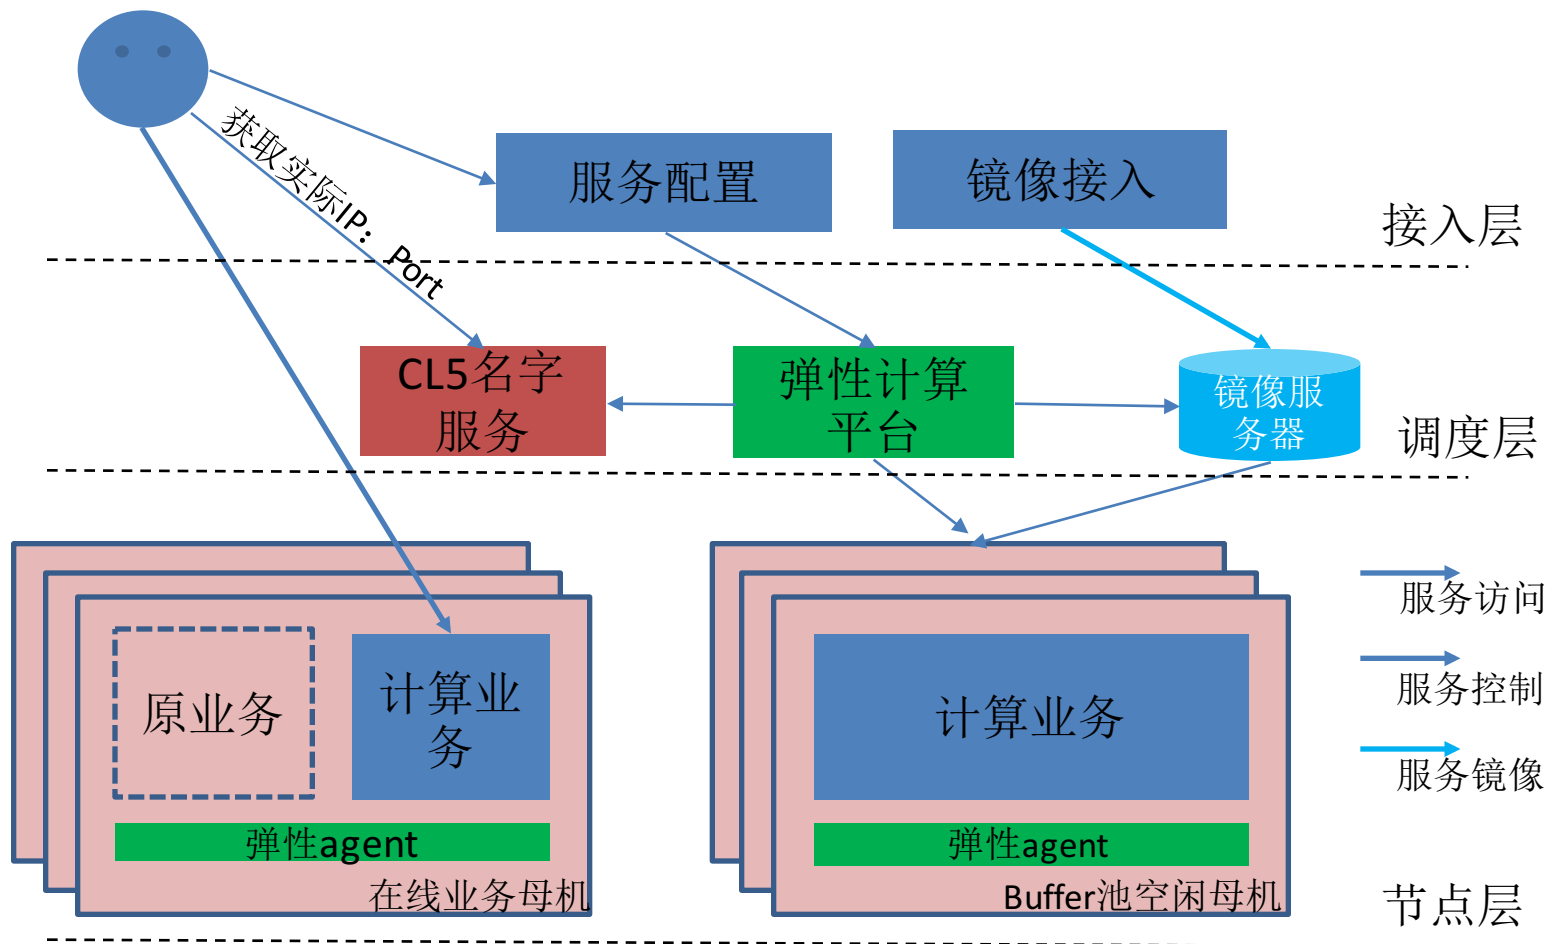 获取实际IP：Port
服务配置
镜像接入
接入层
CL5名字
服务
弹性计算
平台
镜像服
务器
调度层
原业务
计算业
务
弹性agent
在线业务母机
计算业务
弹性agent
Buffer池空闲母机
服务访问
服务控制
服务镜像
节点层